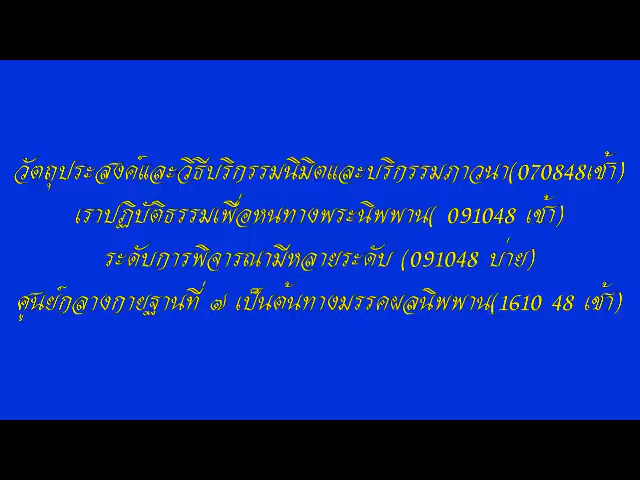 วัตถุประสงค์และวิธีบริกรรมนิมิตและบริกรรมภาวนา(070848เช้า)
เราปฏิบัติธรรมเพื่อหนทางพระนิพพาน( 091048 เช้า)
ระดับการพิจารณามีหลายระดับ (091048 บ่าย)
ศูนย์กลางกายฐานที่ ๗ เป็นต้นทางมรรคผลนิพพาน(1610 48 เช้า)